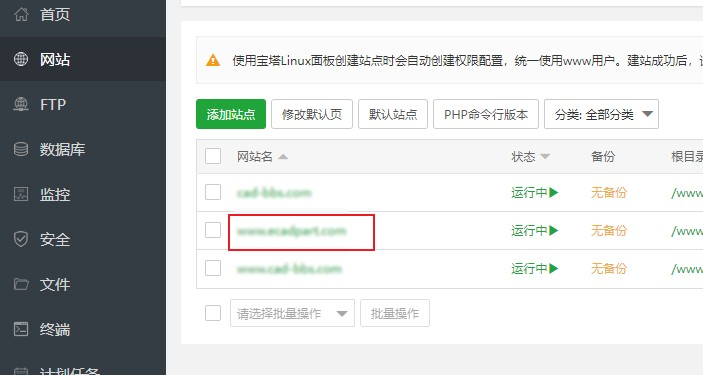 首页
网站
FTP
数据库
监控
安全
文件
终端
计划任务
使用宝塔Linux面板创建站点时会自动创建权限配置，统一使用www用户。建站成功后，
添加站点 修改默认页 默认站点 PHP命令行版本 分类: 全部分类
网站名 状态 备份 根目录
cad-bbs.com 运行中 无备份 /www
www.ecadpart.com 运行中 无备份 /www
www.cad-bbs.com 运行中 无备份 /www
请选择批量操作 批量操作